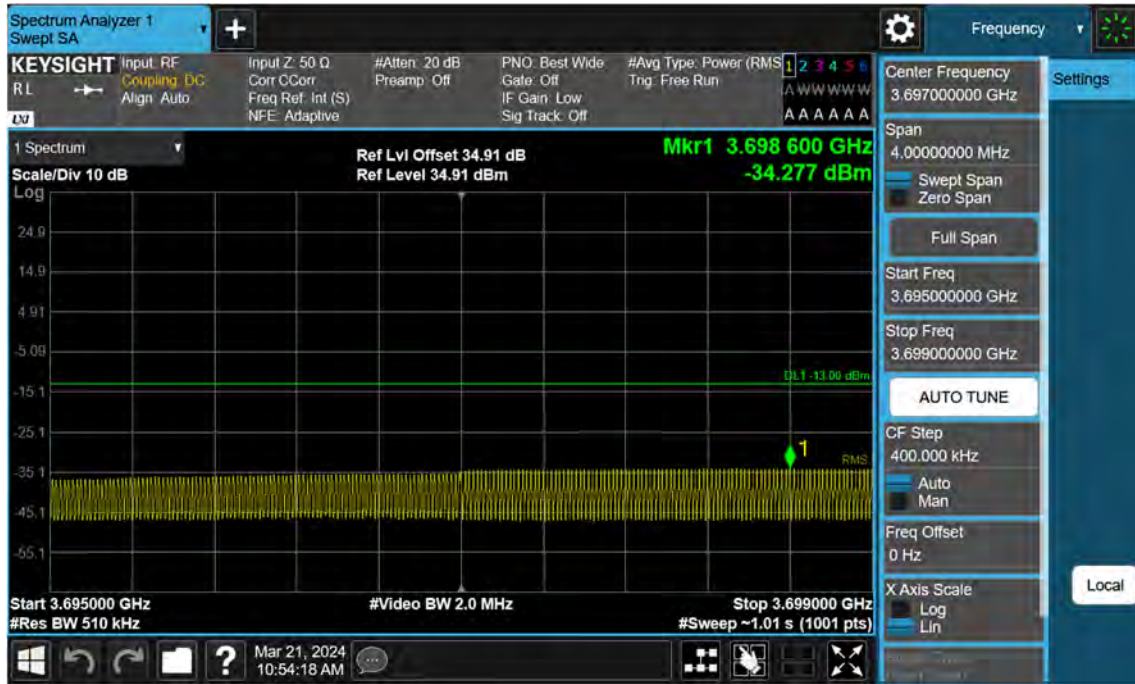 Spectrum Analyzer 1
Swept SA
+
Frequency
KEYSIGHT
RL
LXI
Input: RF
Coupling: DC
Align: Auto
Input Z: 50 Ω
Corr CCorr
Freq Ref: Int (S)
NFE: Adaptive
#Atten: 20 dB
Preamp: Off
PNO: Best Wide
Gate: Off
IF Gain: Low
Sig Track: Off
#Avg Type: Power (RMS
Trig: Free Run
1 2 3 4 5 6
A W W W W W
A A A A A A
1 Spectrum
Scale/Div 10 dB
Log
Ref Lvl Offset 34.91 dB
Ref Level 34.91 dBm
Mkr1 3.698 600 GHz
-34.277 dBm
24.9
14.9
4.91
-5.09
DL1 -13.00 dBm
-15.1
-25.1
1
RMS
-35.1
-45.1
-55.1
Start 3.695000 GHz
#Res BW 510 kHz
#Video BW 2.0 MHz
Stop 3.699000 GHz
#Sweep ~1.01 s (1001 pts)
Center Frequency
3.697000000 GHz
Settings
Span
4.00000000 MHz
Swept Span
Zero Span
Full Span
Start Freq
3.695000000 GHz
Stop Freq
3.699000000 GHz
AUTO TUNE
CF Step
400.000 kHz
Auto
Man
Freq Offset
0 Hz
X Axis Scale
Log
Lin
Local
?
Mar 21, 2024
10:54:18 AM